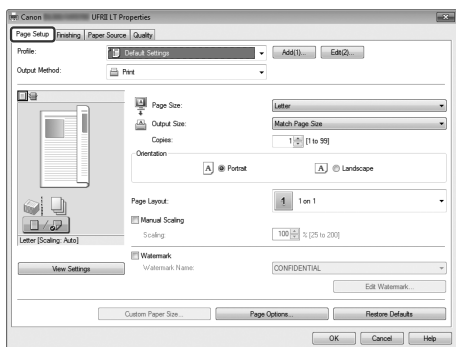 Canon UFRII LT Properties
Page Setup Finishing Paper Source Quality
Profile: Default Settings Add(1)... Edit(2)...
Output Method: Print
Page Size: Letter
Output Size: Match Page Size
Copies: 1 [1 to 99]
Orientation
A Portrait A Landscape
Page Layout: 1 1 on 1
Manual Scaling
Scaling: 100 % [25 to 200]
Letter [Scaling: Auto]
View Settings
Watermark
Watermark Name: CONFIDENTIAL
Edit Watermark...
Custom Paper Size... Page Options... Restore Defaults
OK Cancel Help